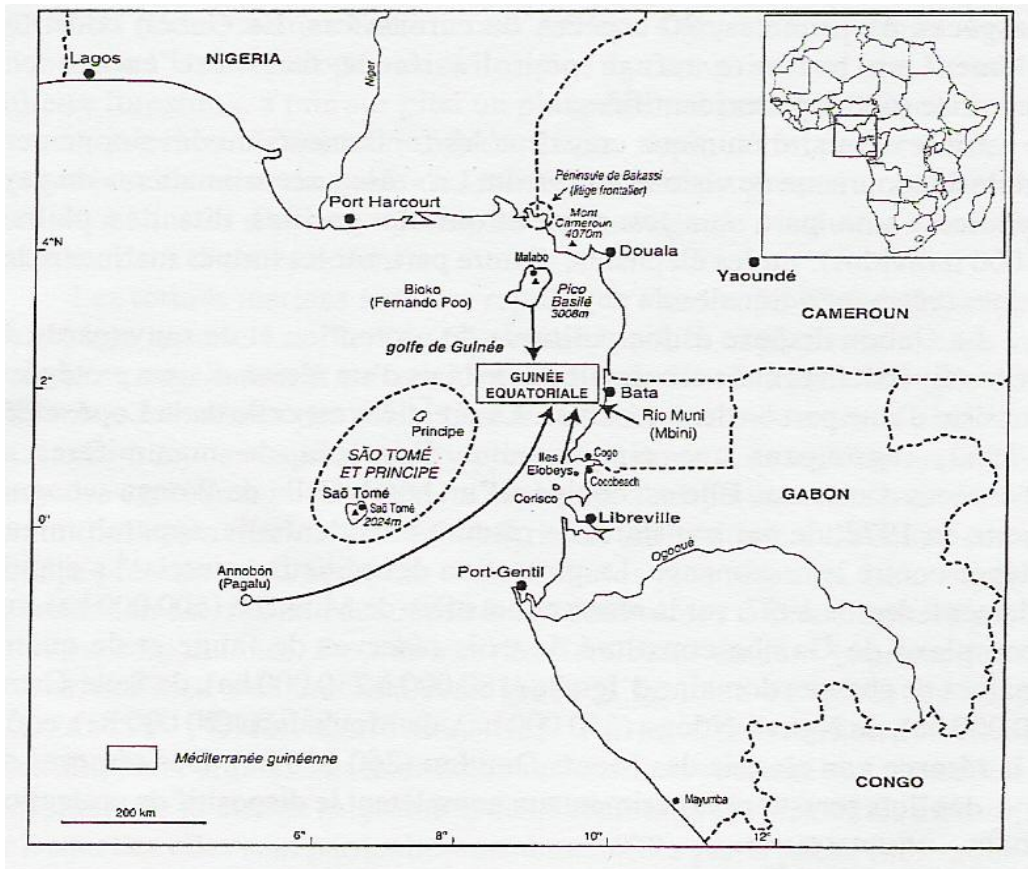 Lagos
NIGERIA
Niger
Péninsule de Bakassi
(litige frontalier)
Port Harcourt
Mont
Cameroun
4070m
4°N
Douala
Malabo
Yaoundé
Bioko
(Fernando Poo)
Pico
Basilé
3008m
CAMEROUN
golfe de Guinée
GUINÉE
EQUATORIALE
2°
Bata
Rio Muni
(Mbini)
Principe
SÃO TOMÉ
ET PRINCIPE
Iles
Elobeys
Cogo
Cocobeach
Corisco
GABON
Saõ Tomé
Saõ Tomé
2024m
0°
Libreville
Ogooué
Annobón
(Pagalu)
Port-Gentil
Méditerranée guinéenne
CONGO
Mayumba
200 km
6°
8°
10°
12°